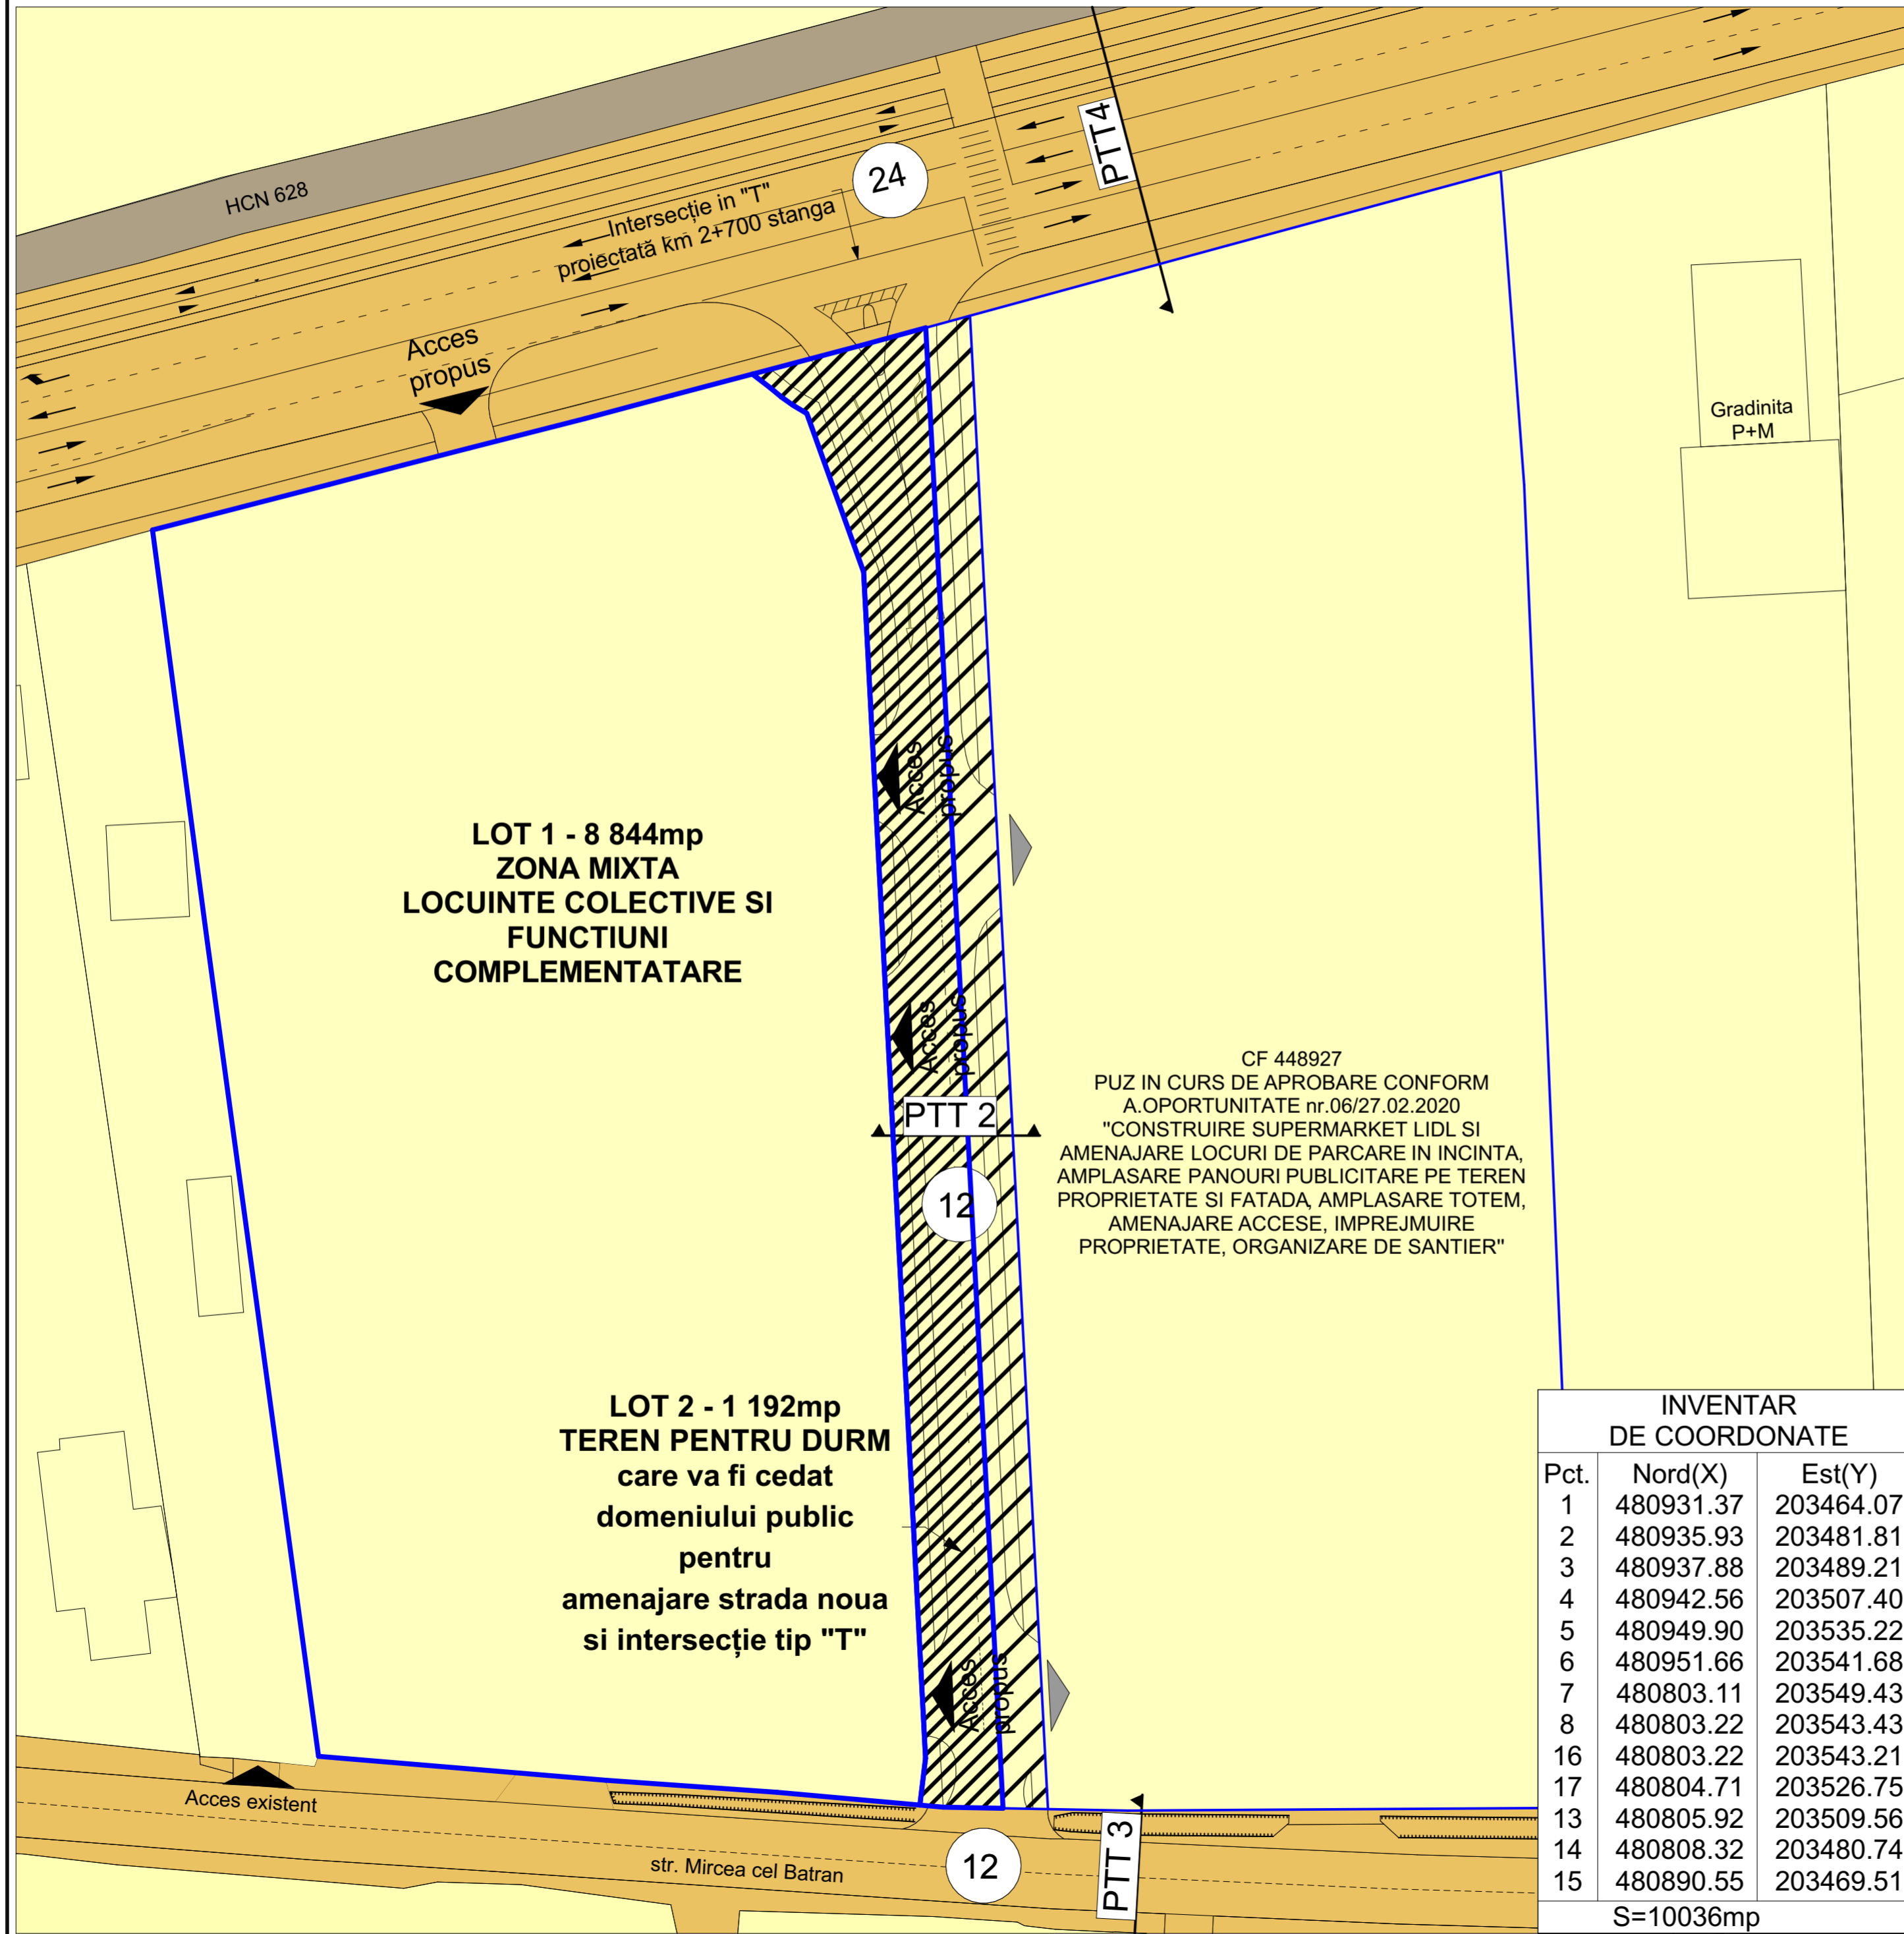 HCN 628
24
PTT4
Intersecție in "T"
proiectată km 2+700 stanga
Acces
propus
Gradinita
P+M
Acces
propus
LOT 1 - 8 844mp
ZONA MIXTA
LOCUINTE COLECTIVE SI
FUNCTIUNI
COMPLEMENTATARE
Acces
propus
CF 448927
PUZ IN CURS DE APROBARE CONFORM
A.OPORTUNITATE nr.06/27.02.2020
"CONSTRUIRE SUPERMARKET LIDL SI
AMENAJARE LOCURI DE PARCARE IN INCINTA,
AMPLASARE PANOURI PUBLICITARE PE TEREN
PROPRIETATE SI FATADA, AMPLASARE TOTEM,
AMENAJARE ACCESE, IMPREJMUIRE
PROPRIETATE, ORGANIZARE DE SANTIER"
PTT 2
12
LOT 2 - 1 192mp
TEREN PENTRU DURM
care va fi cedat
domeniului public
pentru
amenajare strada noua
si intersecție tip "T"
Acces
propus
INVENTAR
DE COORDONATE
Pct. Nord(X) Est(Y)
1 480931.37 203464.07
2 480935.93 203481.81
3 480937.88 203489.21
4 480942.56 203507.40
5 480949.90 203535.22
6 480951.66 203541.68
7 480803.11 203549.43
8 480803.22 203543.43
16 480803.22 203543.21
17 480804.71 203526.75
13 480805.92 203509.56
14 480808.32 203480.74
15 480890.55 203469.51
S=10036mp
Acces existent
str. Mircea cel Batran
12
PTT 3